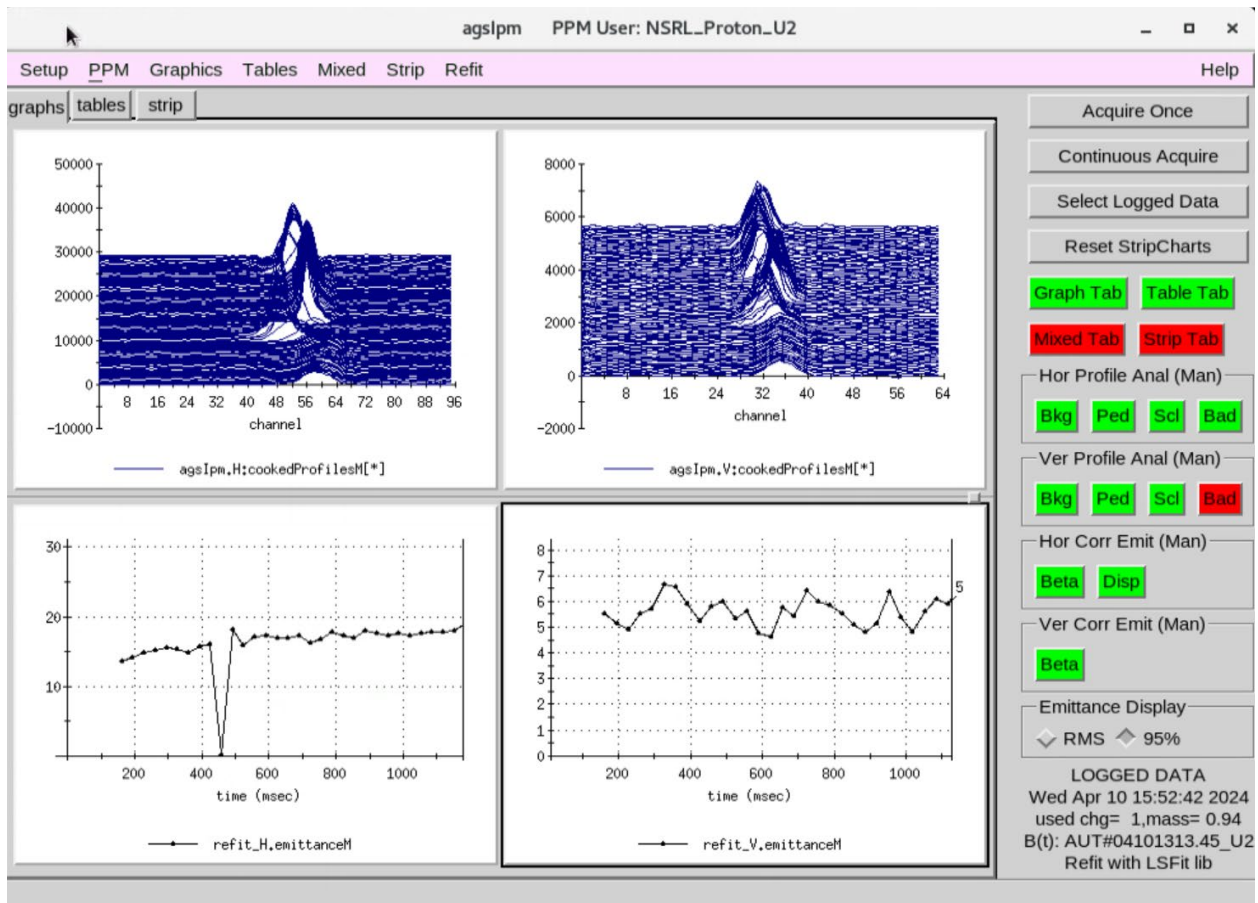 agsIpm PPM User: NSRL_Proton_U2
Setup PPM Graphics Tables Mixed Strip Refit Help
graphs tables strip
50000
40000
30000
20000
10000
0
-10000
8 16 24 32 40 48 56 64 72 80 88 96
channel
agsIpm.H:cookedProfilesM[*]
8000
6000
4000
2000
0
-2000
8 16 24 32 40 48 56 64
channel
agsIpm.V:cookedProfilesM[*]
30
20
10
200 400 600 800 1000
time (msec)
refit_H.emittanceM
8
7
6
5
4
3
2
1
0
5
200 400 600 800 1000
time (msec)
refit_V.emittanceM
Acquire Once
Continuous Acquire
Select Logged Data
Reset StripCharts
Graph Tab Table Tab
Mixed Tab Strip Tab
Hor Profile Anal (Man)
Bkg Ped Scl Bad
Ver Profile Anal (Man)
Bkg Ped Scl Bad
Hor Corr Emit (Man)
Beta Disp
Ver Corr Emit (Man)
Beta
Emittance Display
RMS 95%
LOGGED DATA
Wed Apr 10 15:52:42 2024
used chg= 1,mass= 0.94
B(t): AUT#04101313.45_U2
Refit with LSFit lib